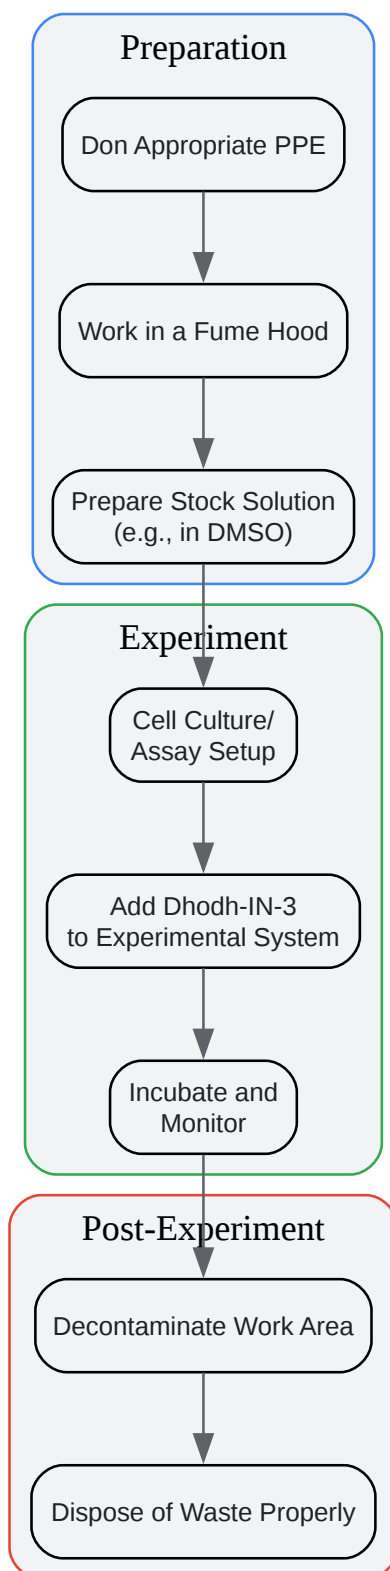 Preparation
Don Appropriate PPE
Work in a Fume Hood
Prepare Stock Solution
(e.g., in DMSO)
Experiment
Cell Culture/
Assay Setup
Add Dhodh-IN-3
to Experimental System
Incubate and
Monitor
Post-Experiment
Decontaminate Work Area
Dispose of Waste Properly